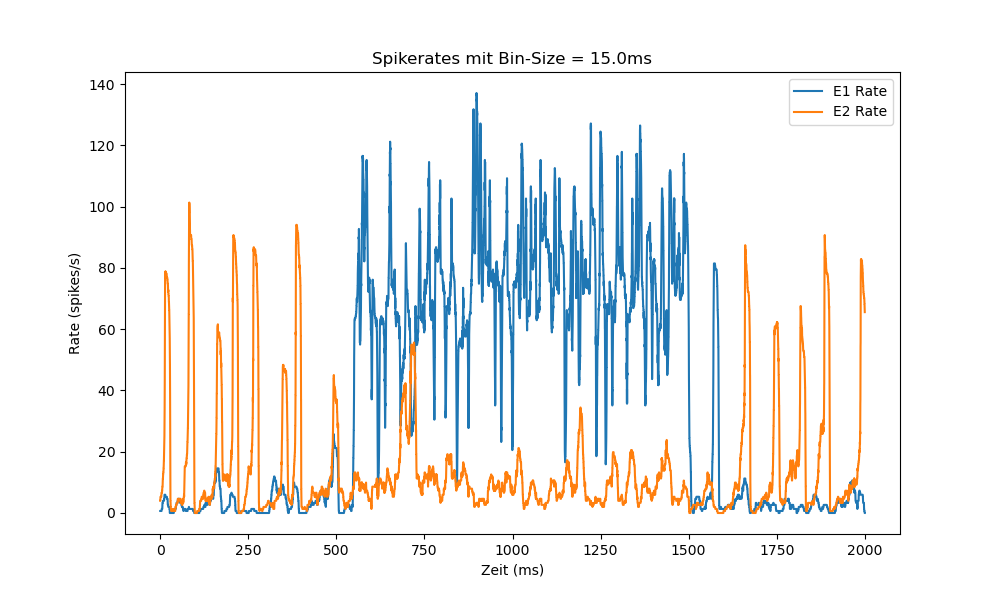 Spikerates mit Bin-Size = 15.0ms
E1 Rate
E2 Rate
140
120
100
80
60
40
20
0
Rate (spikes/s)
0 250 500 750 1000 1250 1500 1750 2000
Zeit (ms)